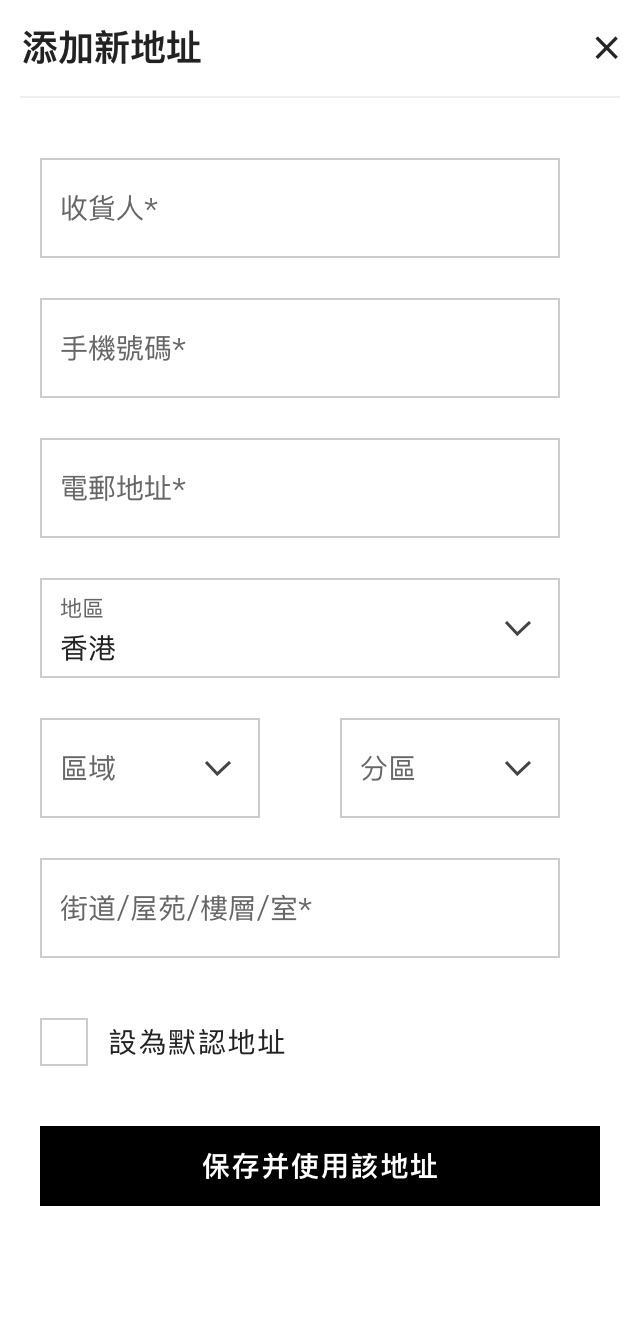 添加新地址
收貨人*
手機號碼*
電郵地址*
地區
香港
區域
分區
街道/屋苑/樓層/室*
設為默認地址
保存并使用該地址